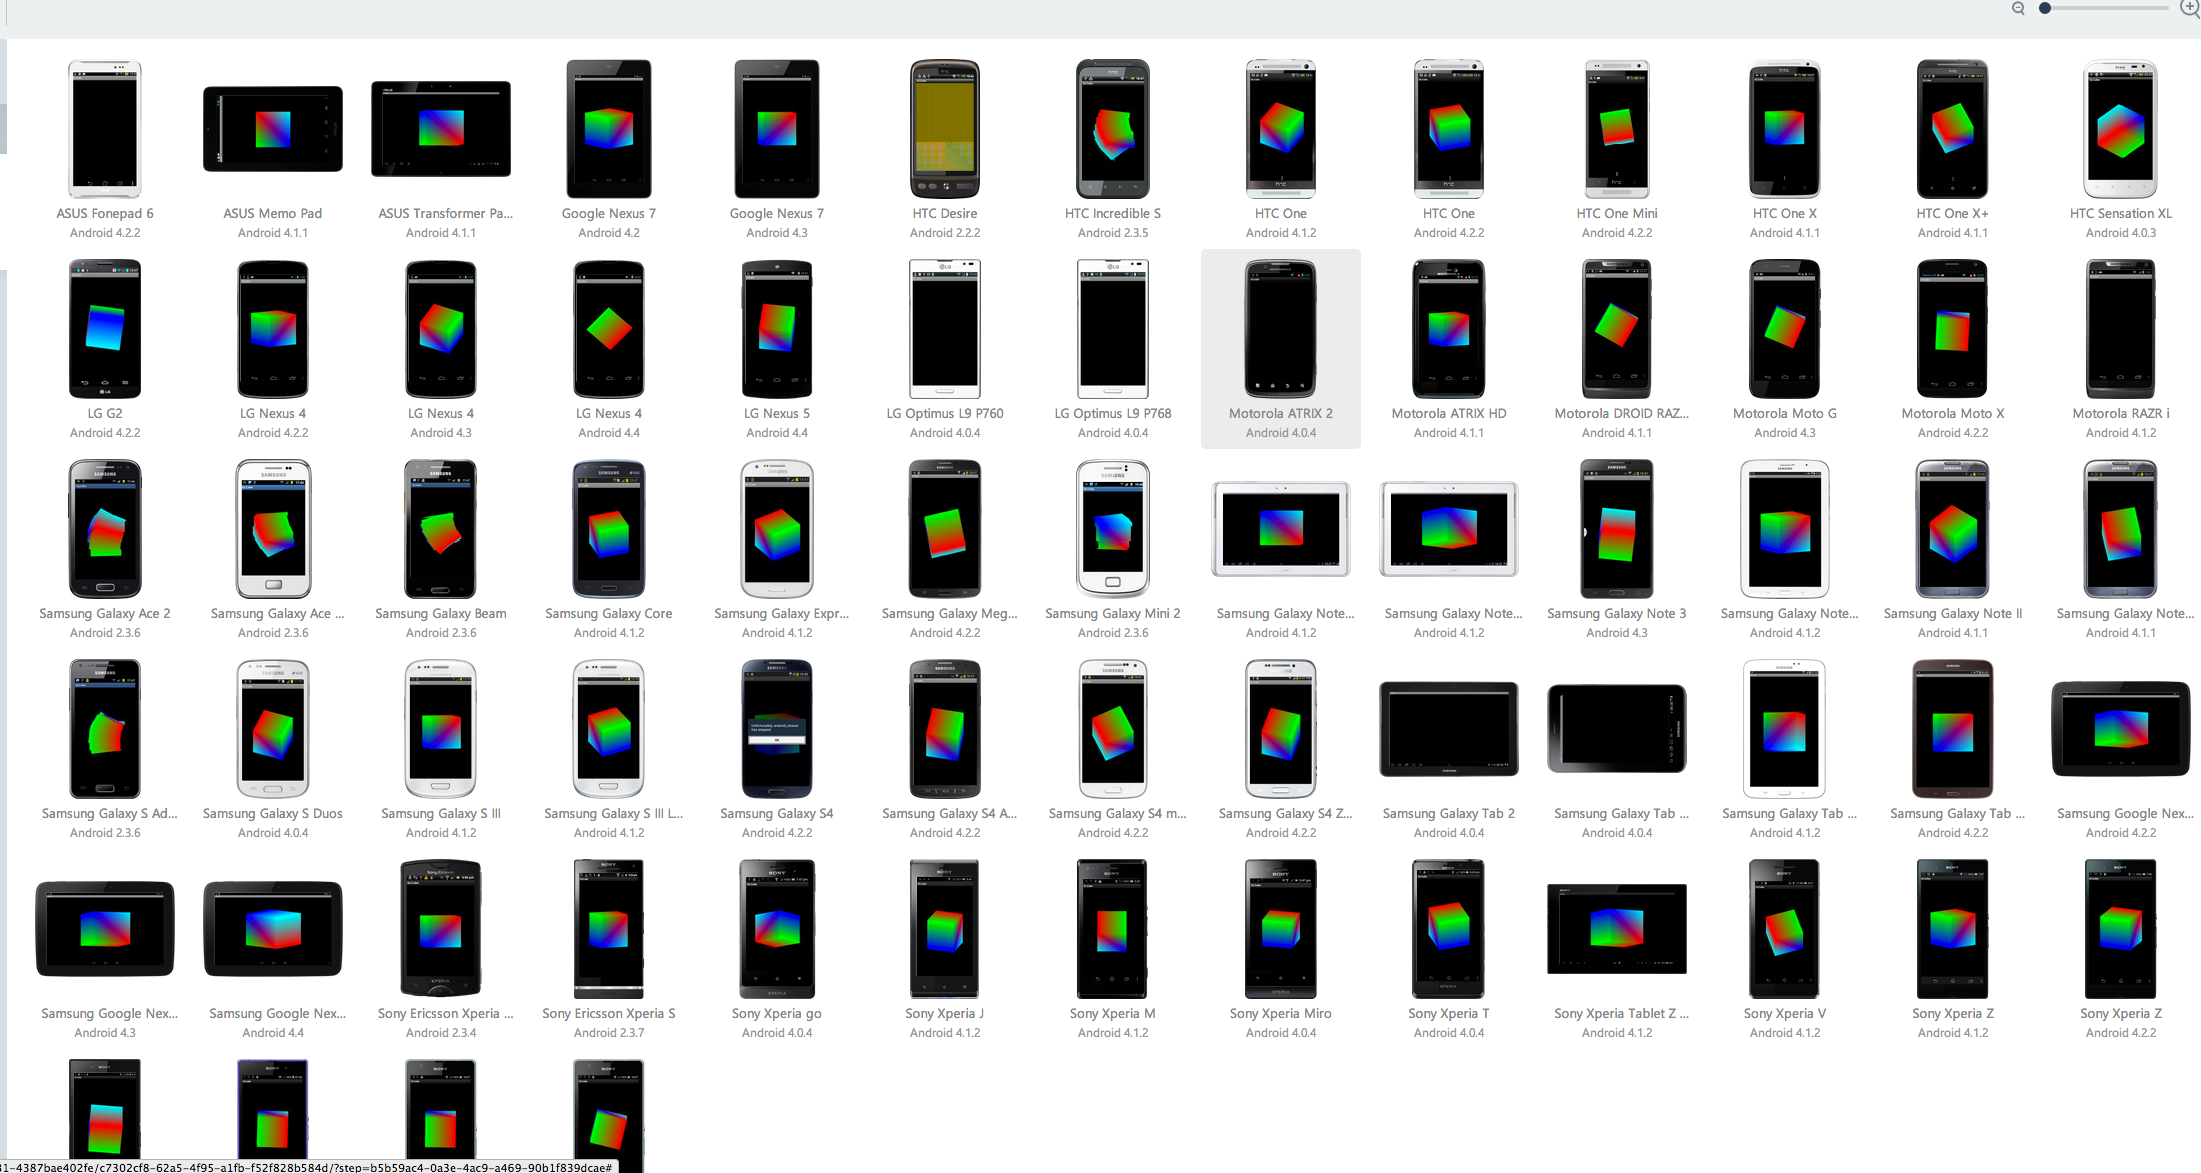 ASUS Fonepad 6
Android 4.2.2
ASUS Memo Pad
Android 4.1.1
ASUS Transformer Pa...
Android 4.1.1
Google Nexus 7
Android 4.2
Google Nexus 7
Android 4.3
HTC Desire
Android 2.2.2
HTC Incredible S
Android 2.3.5
HTC One
Android 4.1.2
HTC One
Android 4.2.2
HTC One Mini
Android 4.2.2
HTC One X
Android 4.1.1
HTC One X+
Android 4.1.1
HTC Sensation XL
Android 4.0.3
LG G2
Android 4.2.2
LG Nexus 4
Android 4.2.2
LG Nexus 4
Android 4.3
LG Nexus 4
Android 4.4
LG Nexus 5
Android 4.4
LG Optimus L9 P760
Android 4.0.4
LG Optimus L9 P768
Android 4.0.4
Motorola ATRIX 2
Android 4.0.4
Motorola ATRIX HD
Android 4.1.1
Motorola DROID RAZ...
Android 4.1.1
Motorola Moto G
Android 4.3
Motorola Moto X
Android 4.2.2
Motorola RAZR i
Android 4.1.2
Samsung Galaxy Ace 2
Android 2.3.6
Samsung Galaxy Ace ...
Android 2.3.6
Samsung Galaxy Beam
Android 2.3.6
Samsung Galaxy Core
Android 4.1.2
Samsung Galaxy Expr...
Android 4.1.2
Samsung Galaxy Meg...
Android 4.2.2
Samsung Galaxy Mini 2
Android 2.3.6
Samsung Galaxy Note...
Android 4.1.2
Samsung Galaxy Note...
Android 4.1.2
Samsung Galaxy Note 3
Android 4.3
Samsung Galaxy Note...
Android 4.1.2
Samsung Galaxy Note II
Android 4.1.1
Samsung Galaxy Note...
Android 4.1.1
Samsung Galaxy S Ad...
Android 2.3.6
Samsung Galaxy S Duos
Android 4.0.4
Samsung Galaxy S III
Android 4.1.2
Samsung Galaxy S III L...
Android 4.1.2
Unfortunately, android_cleaner
has stopped.
OK
Samsung Galaxy S4
Android 4.2.2
Samsung Galaxy S4 A...
Android 4.2.2
Samsung Galaxy S4 m...
Android 4.2.2
Samsung Galaxy S4 Z...
Android 4.2.2
Samsung Galaxy Tab 2
Android 4.0.4
Samsung Galaxy Tab ...
Android 4.0.4
Samsung Galaxy Tab ...
Android 4.1.2
Samsung Galaxy Tab ...
Android 4.2.2
Samsung Google Nex...
Android 4.2.2
Samsung Google Nex...
Android 4.3
Samsung Google Nex...
Android 4.4
Sony Ericsson Xperia ...
Android 2.3.4
Sony Ericsson Xperia S
Android 2.3.7
Sony Xperia go
Android 4.0.4
Sony Xperia J
Android 4.1.2
Sony Xperia M
Android 4.1.2
Sony Xperia Miro
Android 4.0.4
Sony Xperia T
Android 4.0.4
Sony Xperia Tablet Z ...
Android 4.1.2
Sony Xperia V
Android 4.1.2
Sony Xperia Z
Android 4.1.2
Sony Xperia Z
Android 4.2.2
31-4387bae402fe/c7302cf8-62a5-4f95-a1fb-f52f828b584d/?step=b5b59ac4-0a3e-4ac9-a469-90b1f839dcae#